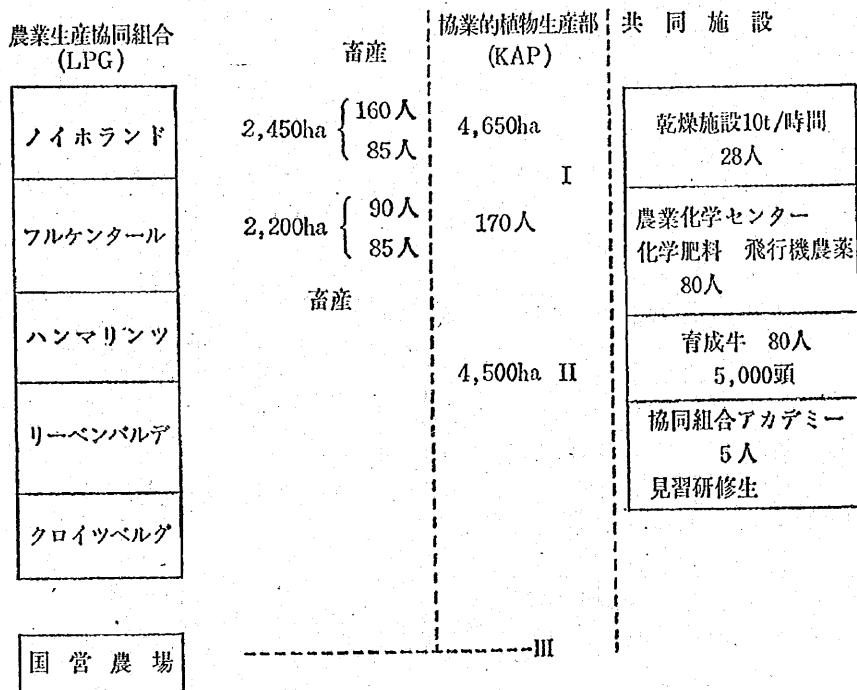 農業生産協同組合
(LPG)
畜産
協業的植物生産部
(KAP)
共同施設
ノイホランド
2,450ha
160人
85人
4,650ha
I
乾燥施設10t/時間
28人
フルケンタール
2,200ha
90人
85人
170人
農業化学センター
化学肥料 飛行機農薬
80人
畜産
ハンマリンツ
4,500ha II
育成牛 80人
5,000頭
リーベンバルデ
協同組合アカデミー
5人
見習研修生
クロイツベルグ
国営農場
III